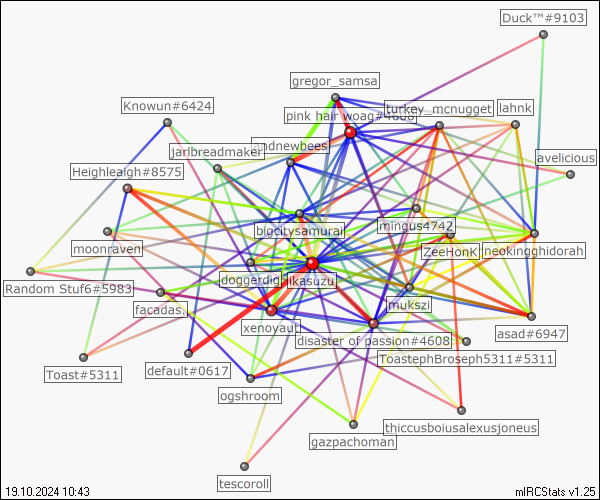 Duck™#9103
gregor_samsa
Knowun#6424
pink hair woag#4608
turkey_mcnugget
lahnk
jarlbreadmaker
andnewbees
avelicious
Heighleaigh#8575
bigcitysamurai
mingus4742
moonraven
ZeeHonk
neokingghidorah
doggerdig
jikasuzu
Random Stuf6#5983
facadas.
mukszi
xenoyaur
asad#6947
disaster of passion#4608
ToastephBroseph5311#5311
Toast#5311
default#0617
ogshroom
thiccusboiusalexusjoneus
gazpachoman
tescoroll
19.10.2024 10:43
mIRCStats v1.25